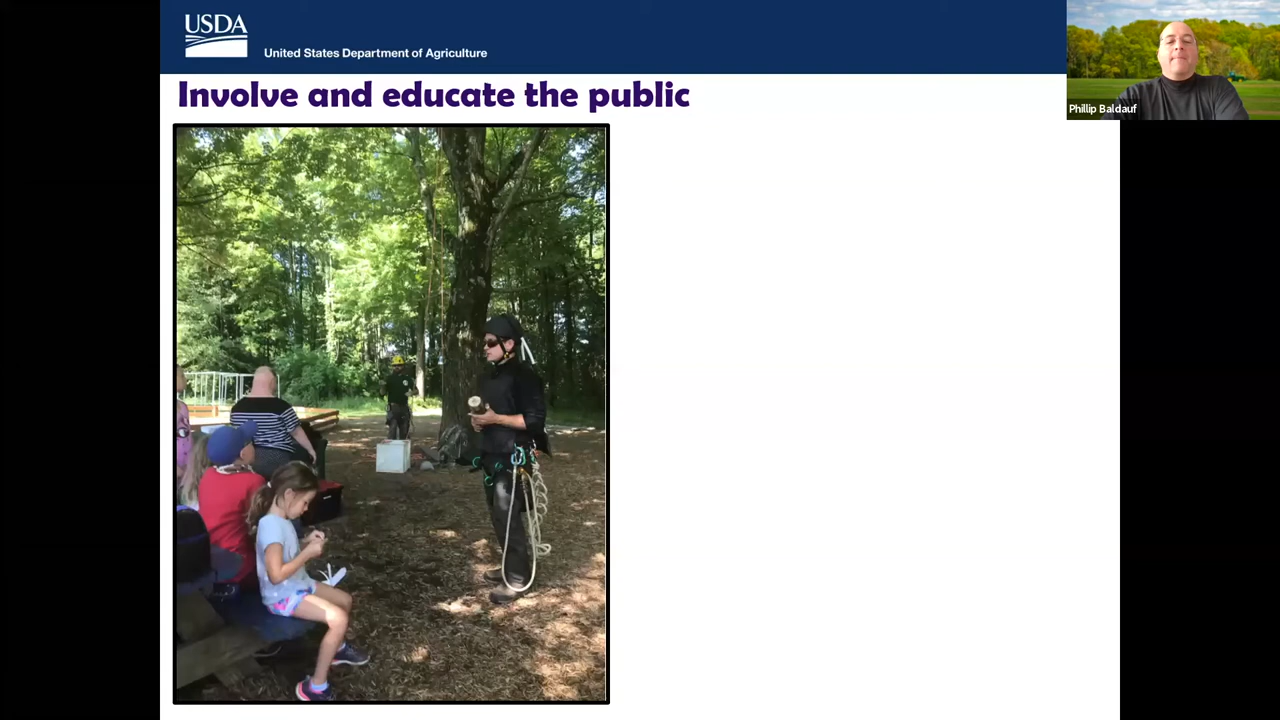 USDA
United States Department of Agriculture
Involve and educate the public
Phillip Baldauf